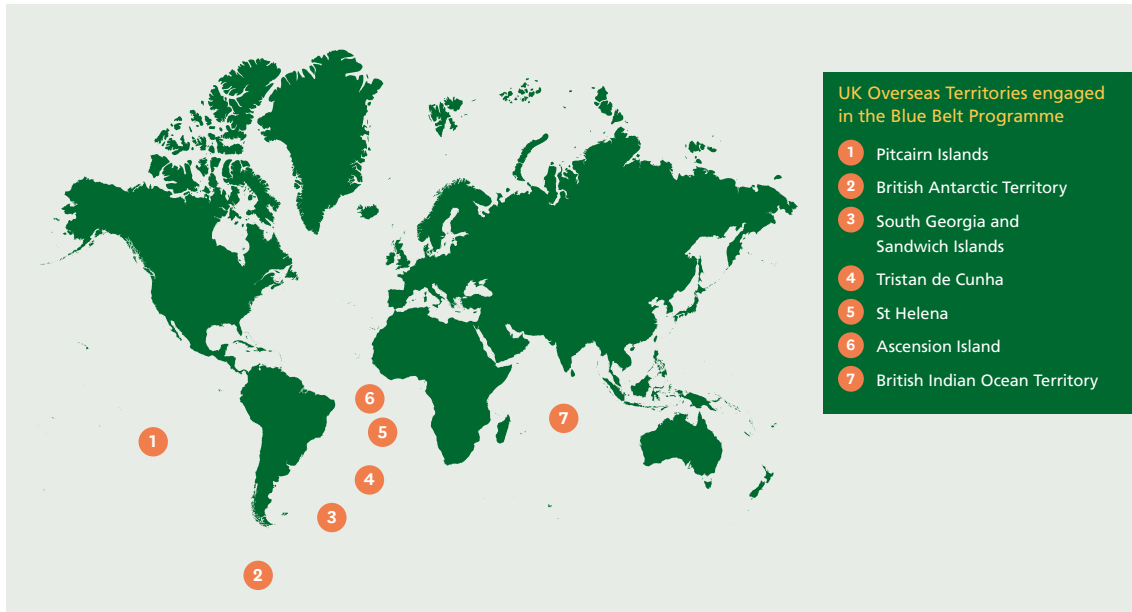 UK Overseas Territories engaged
in the Blue Belt Programme
1 Pitcairn Islands
2 British Antarctic Territory
3 South Georgia and
Sandwich Islands
4 Tristan de Cunha
5 St Helena
6 Ascension Island
7 British Indian Ocean Territory
6
7
5
1
4
3
2